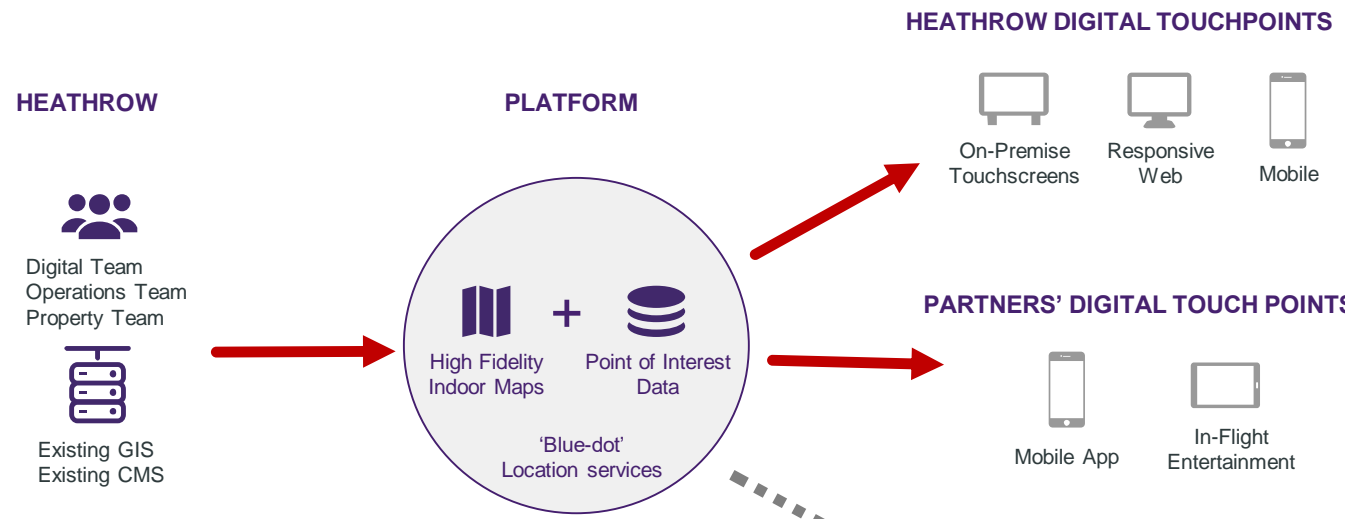 HEATHROW DIGITAL TOUCHPOINTS
HEATHROW
PLATFORM
On-Premise
Touchscreens
Responsive
Web
Mobile
Digital Team
Operations Team
Property Team
PARTNERS’ DIGITAL TOUCH POINTS
+
High Fidelity
Indoor Maps
Point of Interest
Data
Existing GIS
Existing CMS
‘Blue-dot’
Location services
Mobile App
In-Flight
Entertainment